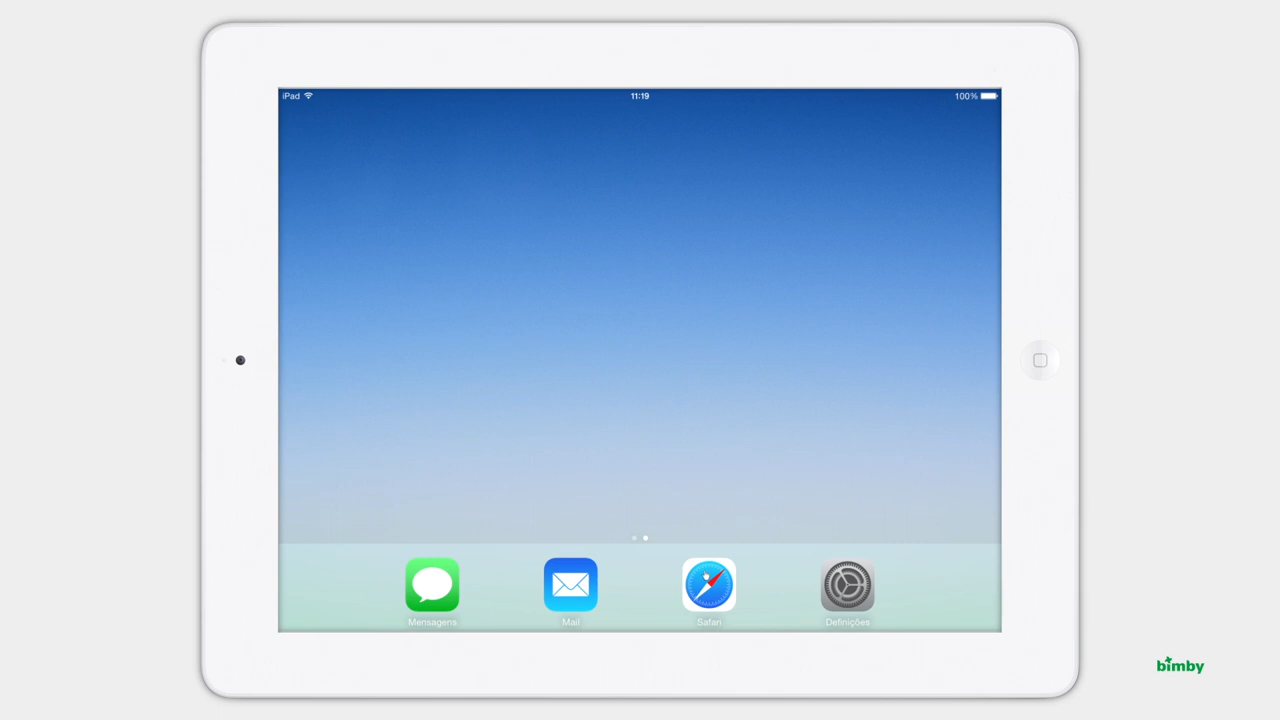 iPad
11:19
100%
Mensagens
Mail
Safari
Definições
bimby